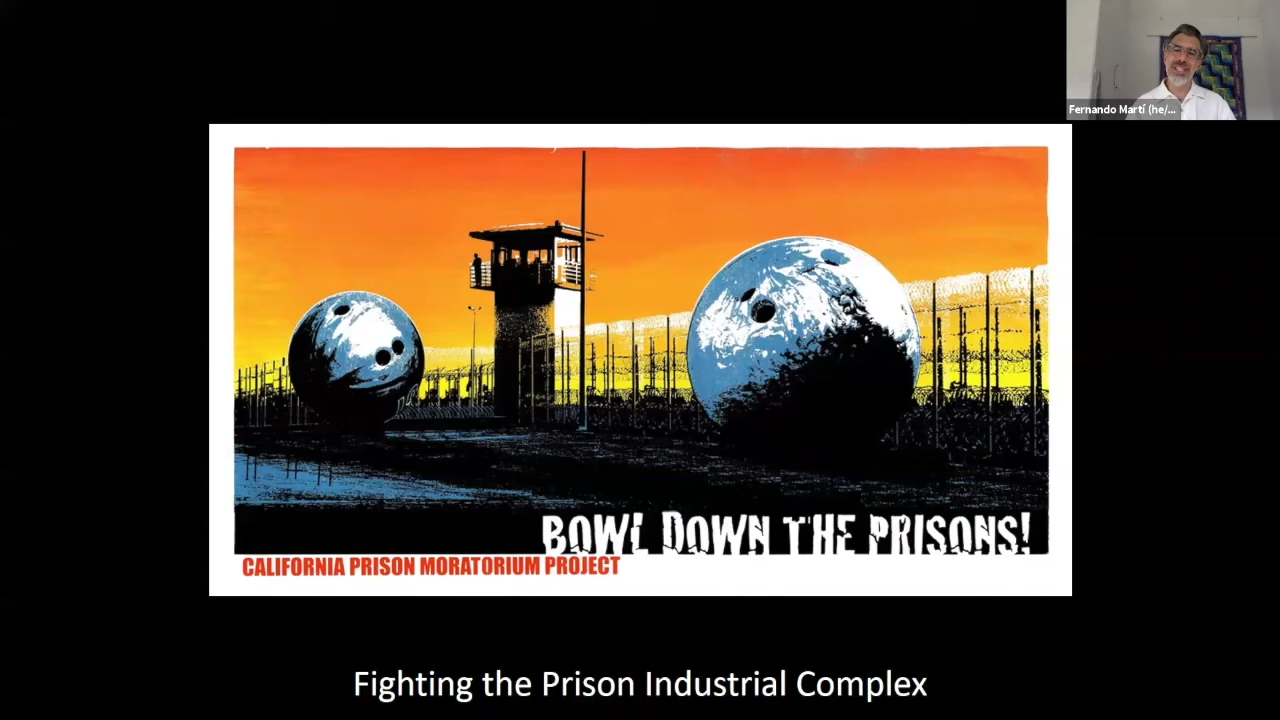 Fernando Martí (he/...
BOWL DOWN THE PRISONS!
CALIFORNIA PRISON MORATORIUM PROJECT
Fighting the Prison Industrial Complex